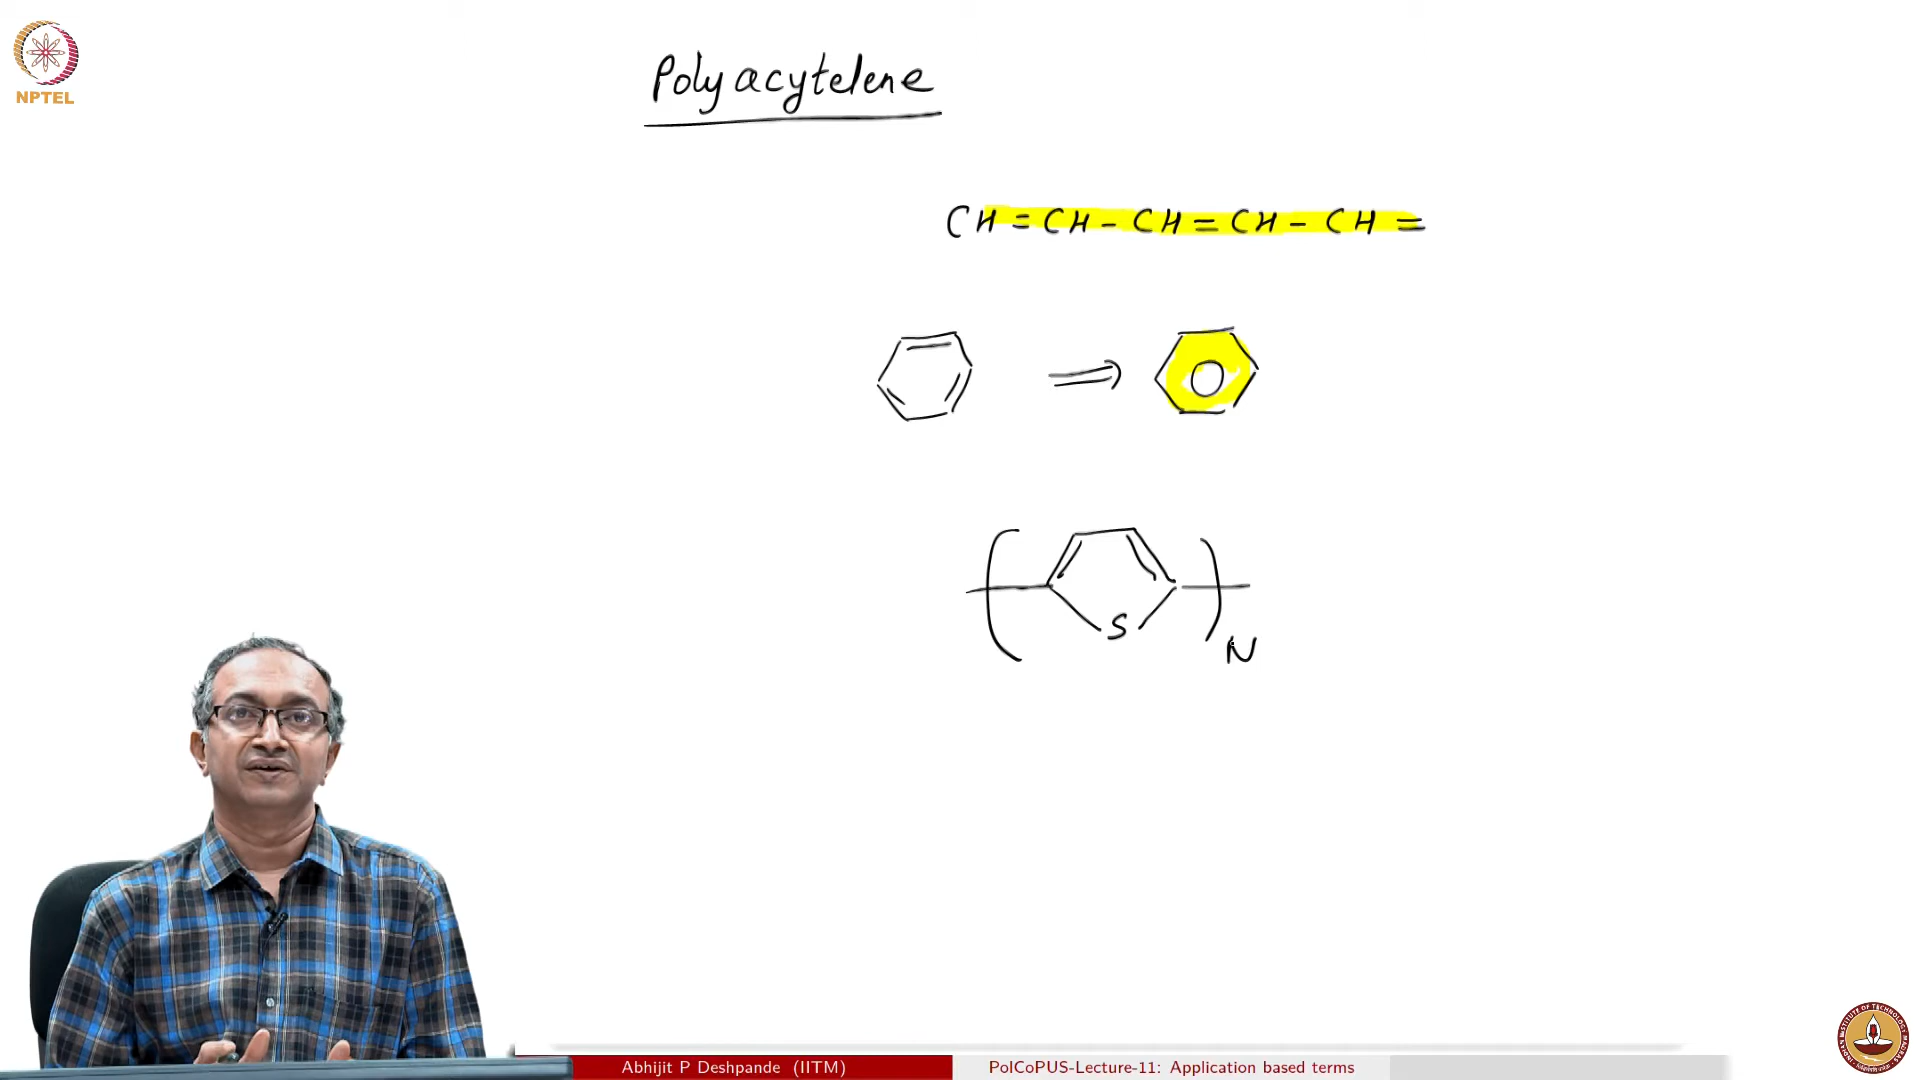 NPTEL
Polyacytelene
CH = CH - CH = CH - CH =
S
N
Abhijit P Deshpande (IITM)
PolCoPUS-Lecture-11: Application based terms